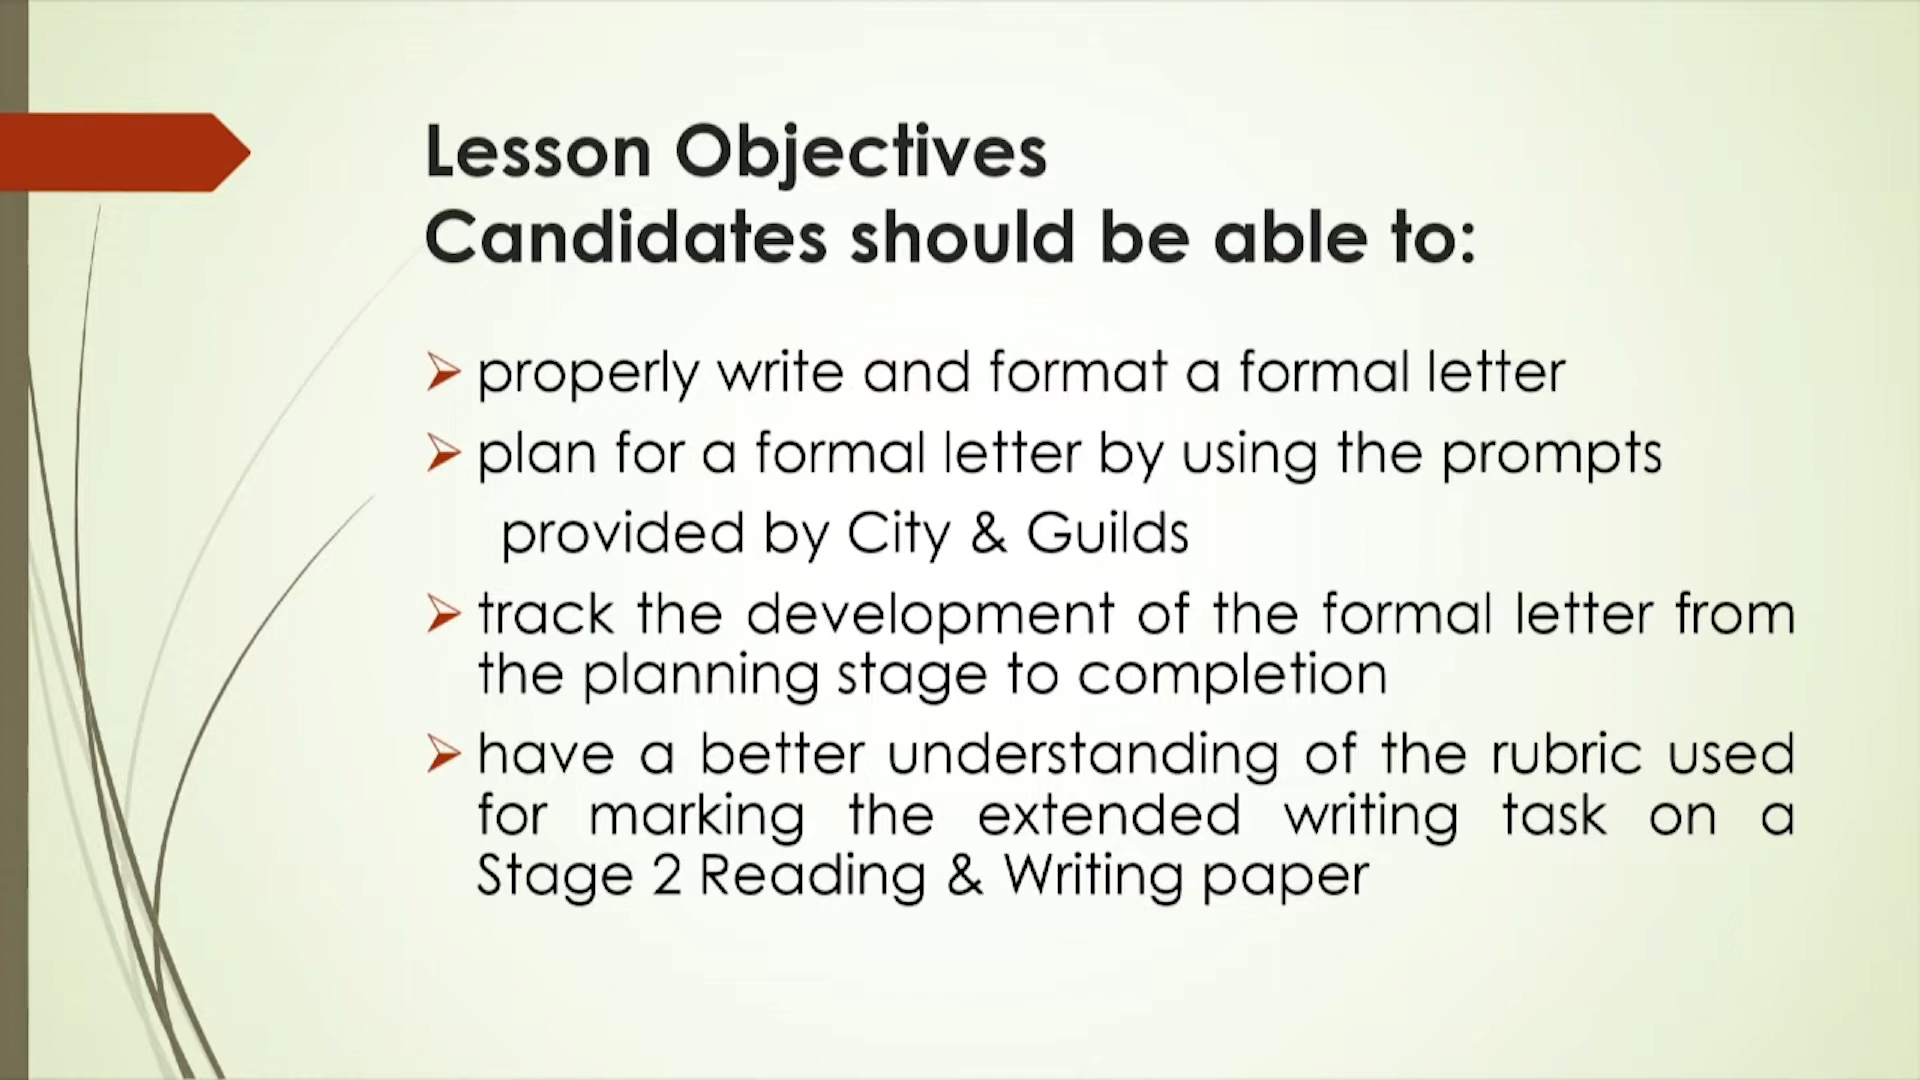 Lesson Objectives
Candidates should be able to:
properly write and format a formal letter
plan for a formal letter by using the prompts
provided by City & Guilds
track the development of the formal letter from
the planning stage to completion
have a better understanding of the rubric used
for marking the extended writing task on a
Stage 2 Reading & Writing paper